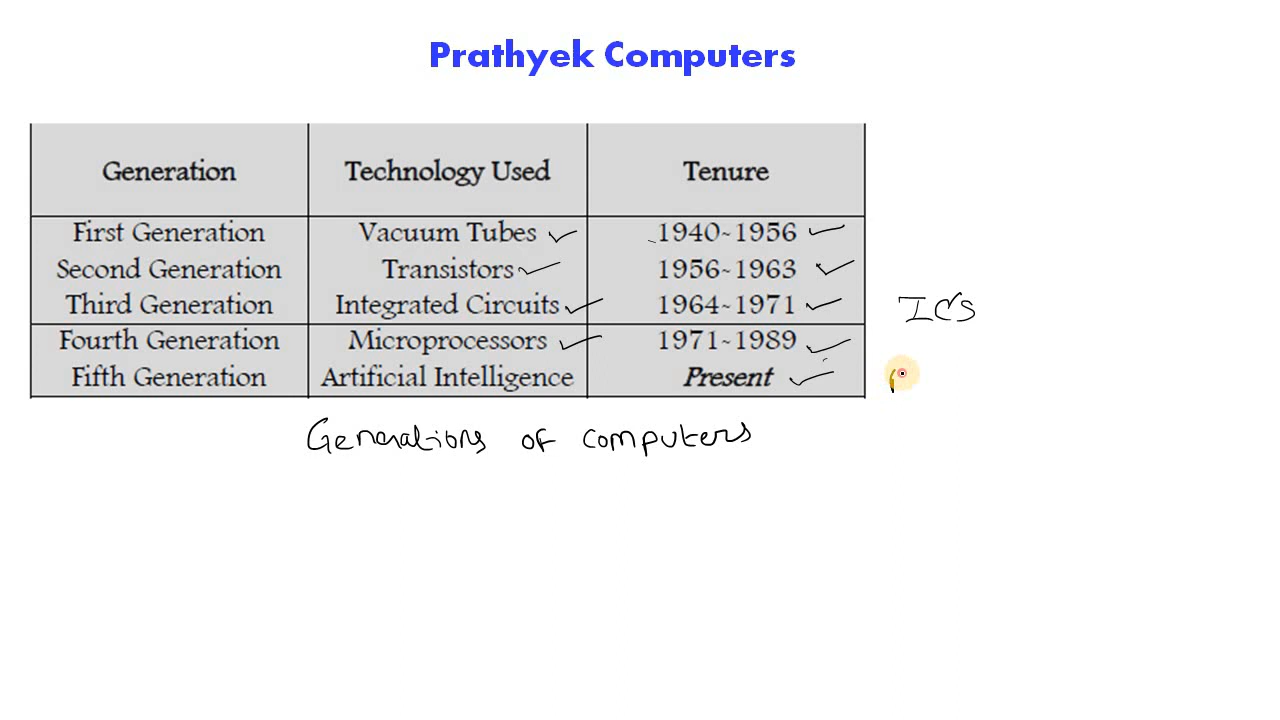 Prathyek Computers
Generation Technology Used Tenure
First Generation Vacuum Tubes 1940-1956
Second Generation Transistors 1956-1963
Third Generation Integrated Circuits 1964-1971
ICS
Fourth Generation Microprocessors 1971-1989
Fifth Generation Artificial Intelligence Present
Generations of computers